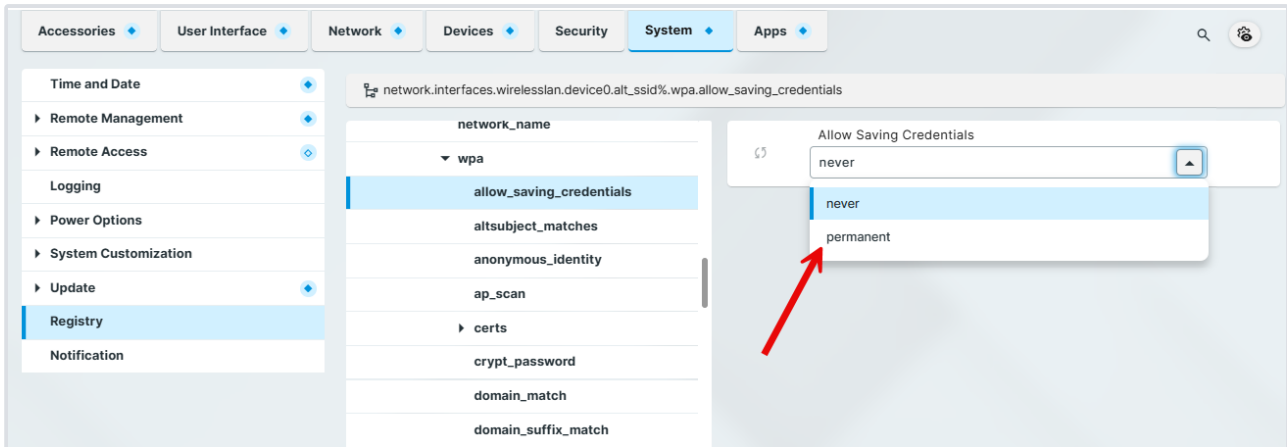 Accessories User Interface Network Devices Security System Apps
Time and Date
Remote Management
Remote Access
Logging
Power Options
System Customization
Update
Registry
Notification
network.interfaces.wirelesslan.device0.alt_ssid%.wpa.allow_saving_credentials
network_name
wpa
allow_saving_credentials
altsubject_matches
anonymous_identity
ap_scan
certs
crypt_password
domain_match
domain_suffix_match
Allow Saving Credentials
never
never
permanent